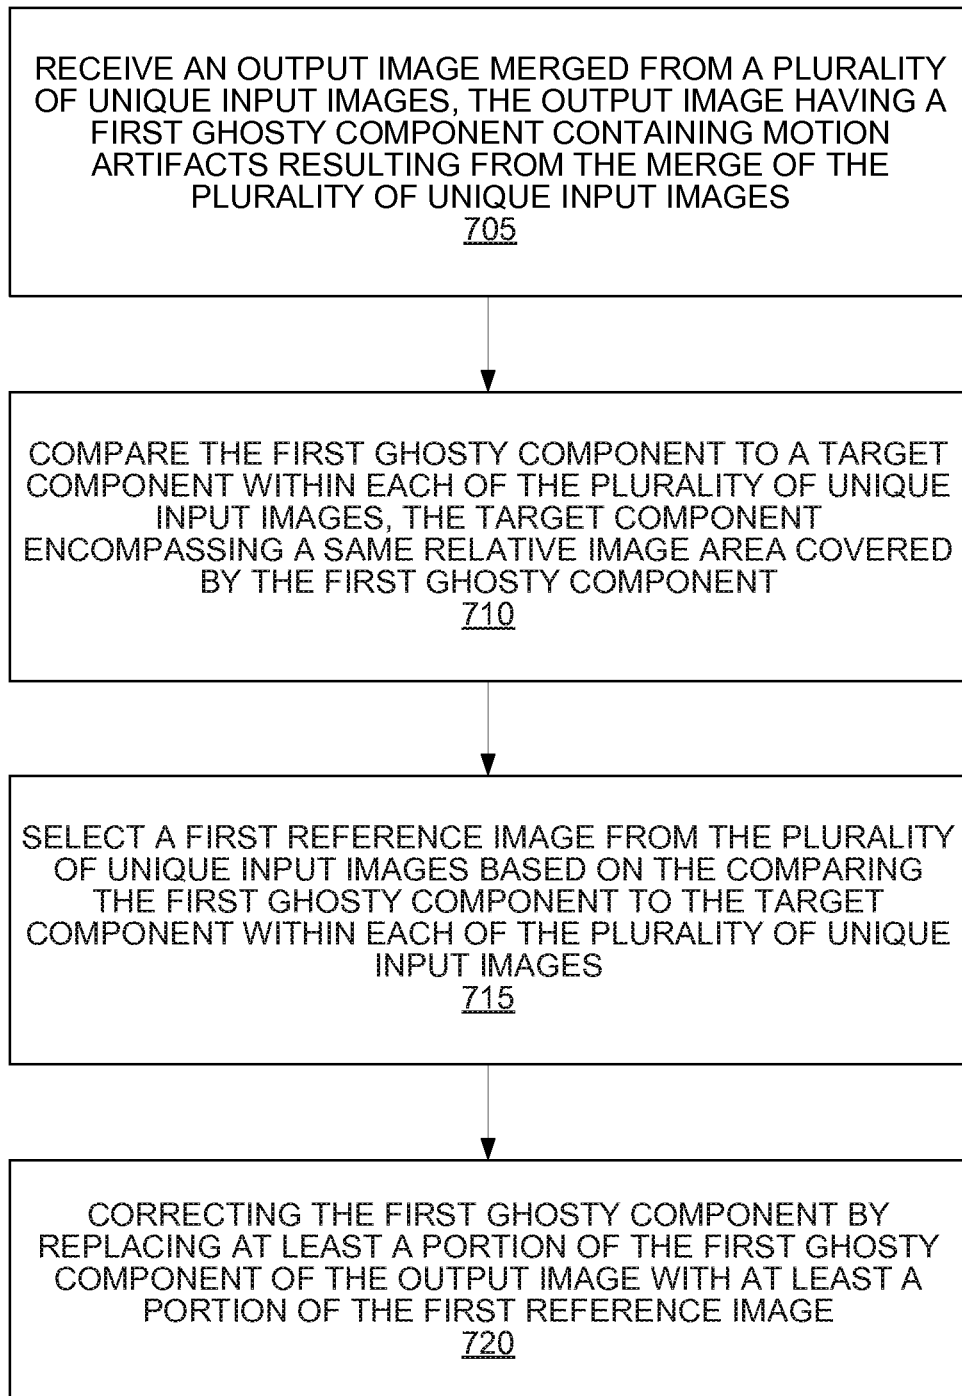 RECEIVE AN OUTPUT IMAGE MERGED FROM A PLURALITY
OF UNIQUE INPUT IMAGES, THE OUTPUT IMAGE HAVING A
FIRST GHOSTY COMPONENT CONTAINING MOTION
ARTIFACTS RESULTING FROM THE MERGE OF THE
PLURALITY OF UNIQUE INPUT IMAGES
705
COMPARE THE FIRST GHOSTY COMPONENT TO A TARGET
COMPONENT WITHIN EACH OF THE PLURALITY OF UNIQUE
INPUT IMAGES, THE TARGET COMPONENT
ENCOMPASSING A SAME RELATIVE IMAGE AREA COVERED
BY THE FIRST GHOSTY COMPONENT
710
SELECT A FIRST REFERENCE IMAGE FROM THE PLURALITY
OF UNIQUE INPUT IMAGES BASED ON THE COMPARING
THE FIRST GHOSTY COMPONENT TO THE TARGET
COMPONENT WITHIN EACH OF THE PLURALITY OF UNIQUE
INPUT IMAGES
715
CORRECTING THE FIRST GHOSTY COMPONENT BY
REPLACING AT LEAST A PORTION OF THE FIRST GHOSTY
COMPONENT OF THE OUTPUT IMAGE WITH AT LEAST A
PORTION OF THE FIRST REFERENCE IMAGE
720